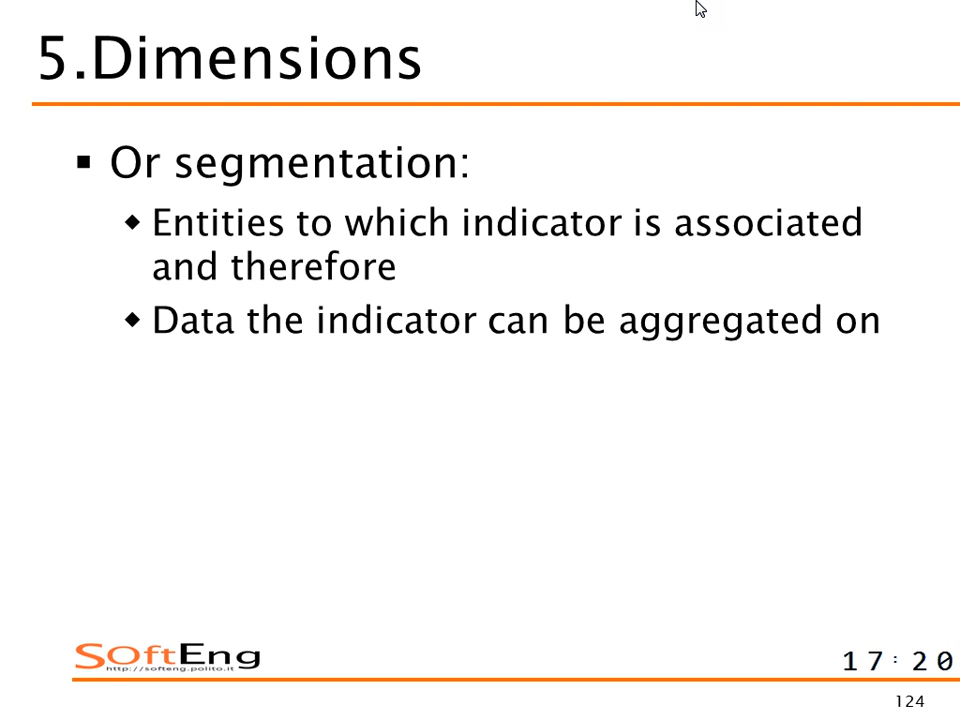 5.Dimensions
▪ Or segmentation:
◆ Entities to which indicator is associated
and therefore
◆ Data the indicator can be aggregated on
SOftEng
http://softeng.polito.it
17:20
124